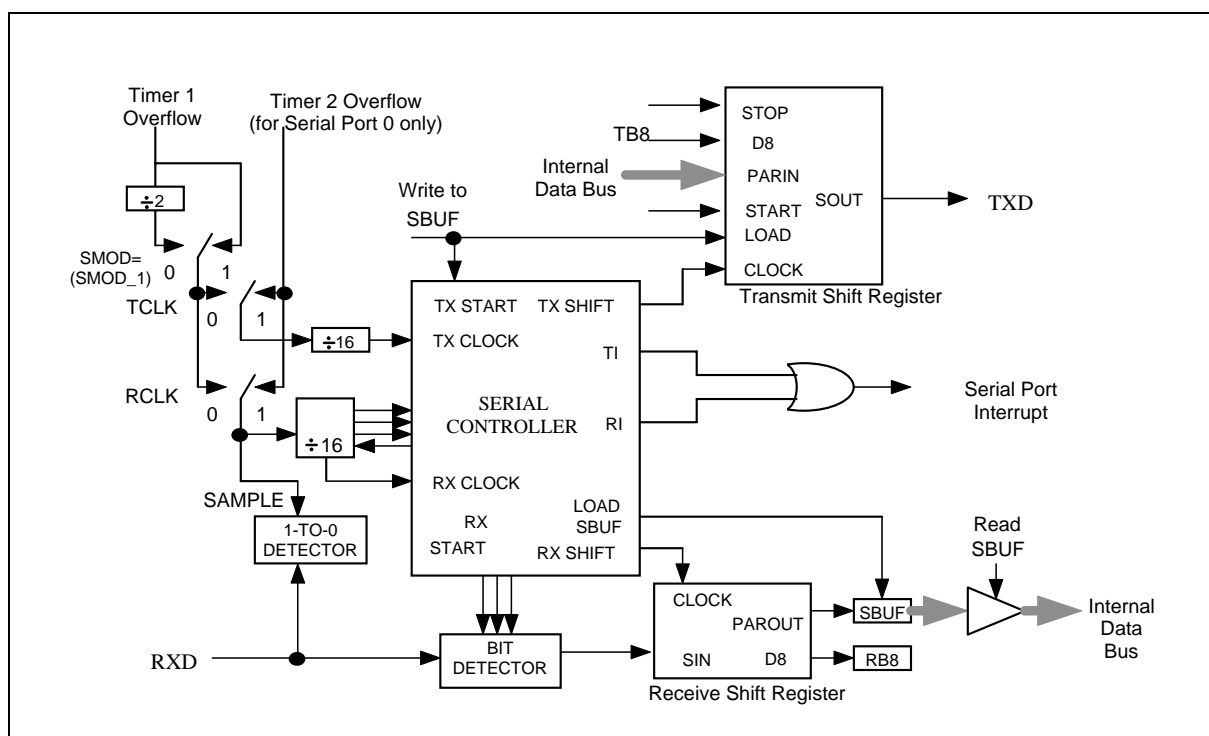 Timer 1
Overflow
Timer 2 Overflow
(for Serial Port 0 only)
÷2
SMOD=
(SMOD_1)
0
1
TCLK
0
1
÷16
RCLK
0
1
÷16
SAMPLE
1-TO-0
DETECTOR
RXD
Write to
SBUF
TX START
TX SHIFT
TX CLOCK
TI
SERIAL
CONTROLLER
RI
RX CLOCK
LOAD
SBUF
RX
START
RX SHIFT
BIT
DETECTOR
TB8
Internal
Data Bus
STOP
D8
PARIN
SOUT
START
LOAD
CLOCK
Transmit Shift Register
TXD
Serial Port
Interrupt
CLOCK
PAROUT
SIN
D8
Receive Shift Register
SBUF
RB8
Read
SBUF
Internal
Data
Bus